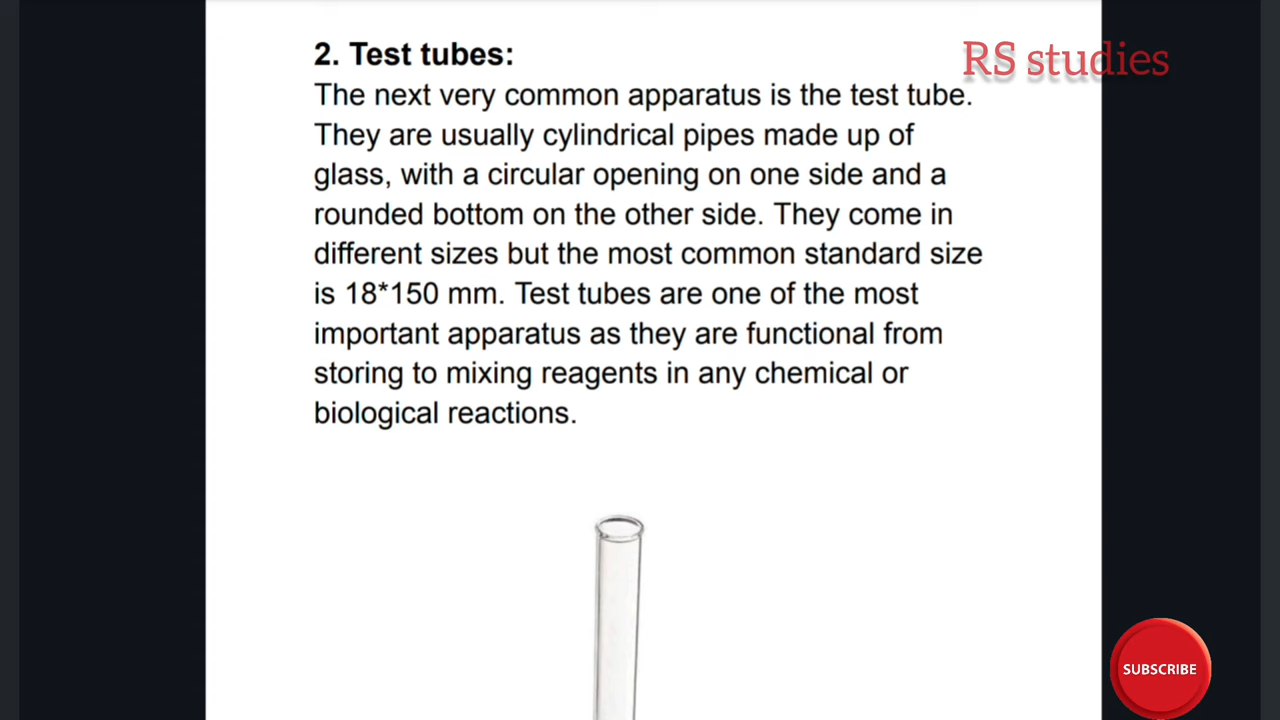 RS studies
2. Test tubes:
The next very common apparatus is the test tube.
They are usually cylindrical pipes made up of
glass, with a circular opening on one side and a
rounded bottom on the other side. They come in
different sizes but the most common standard size
is 18*150 mm. Test tubes are one of the most
important apparatus as they are functional from
storing to mixing reagents in any chemical or
biological reactions.
SUBSCRIBE